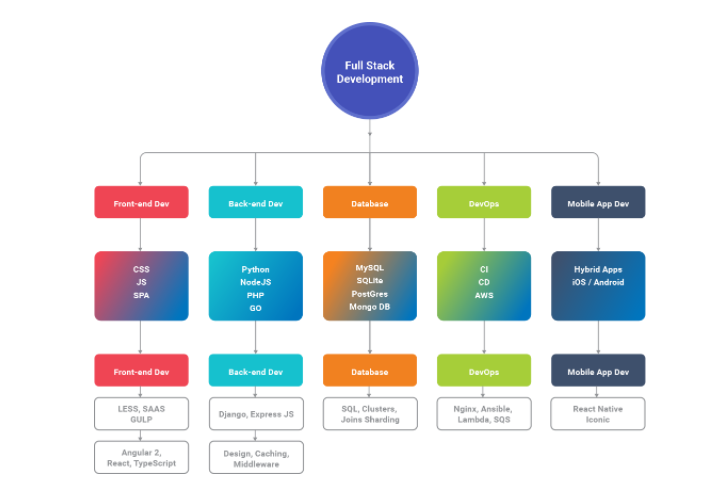 Full Stack
Development
Front-end Dev
Back-end Dev
Database
DevOps
Mobile App Dev
CSS
JS
SPA
Python
NodeJS
PHP
GO
MySQL
SQLite
PostGres
Mongo DB
CI
CD
AWS
Hybrid Apps
iOS / Android
Front-end Dev
Back-end Dev
Database
DevOps
Mobile App Dev
LESS, SAAS
GULP
Django, Express JS
SQL, Clusters,
Joins Sharding
Nginx, Ansible,
Lambda, SQS
React Native
Iconic
Angular 2,
React, TypeScript
Design, Caching,
Middleware